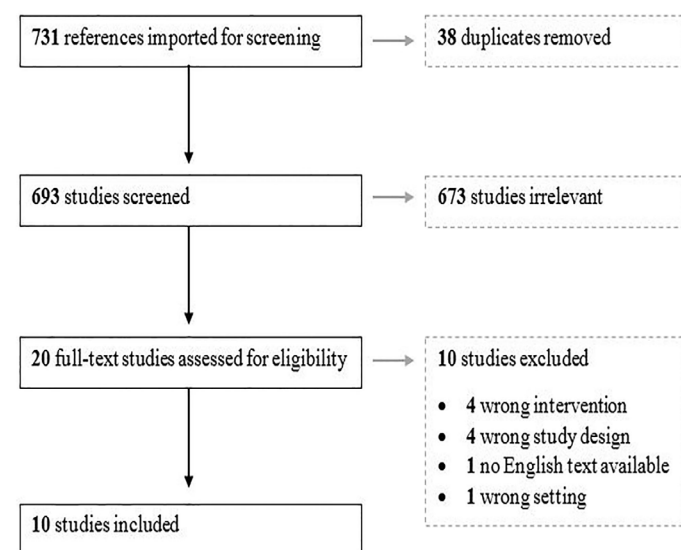 731 references imported for screening
38 duplicates removed
693 studies screened
673 studies irrelevant
20 full-text studies assessed for eligibility
10 studies excluded
• 4 wrong intervention
• 4 wrong study design
• 1 no English text available
• 1 wrong setting
10 studies included